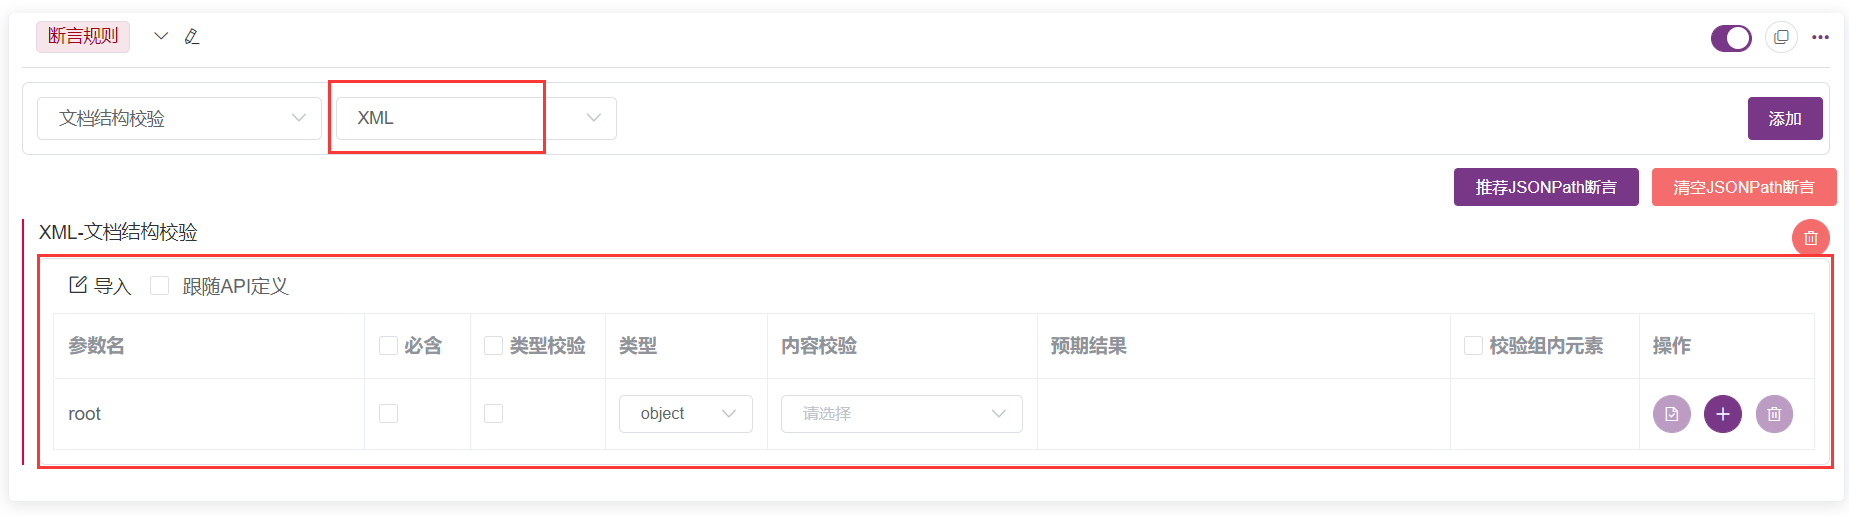 断言规则
文档结构校验 XML 添加
推荐JSONPath断言 清空JSONPath断言
XML-文档结构校验
导入 跟随API定义
参数名 必含 类型校验 类型 内容校验 预期结果 校验组内元素 操作
root object 请选择